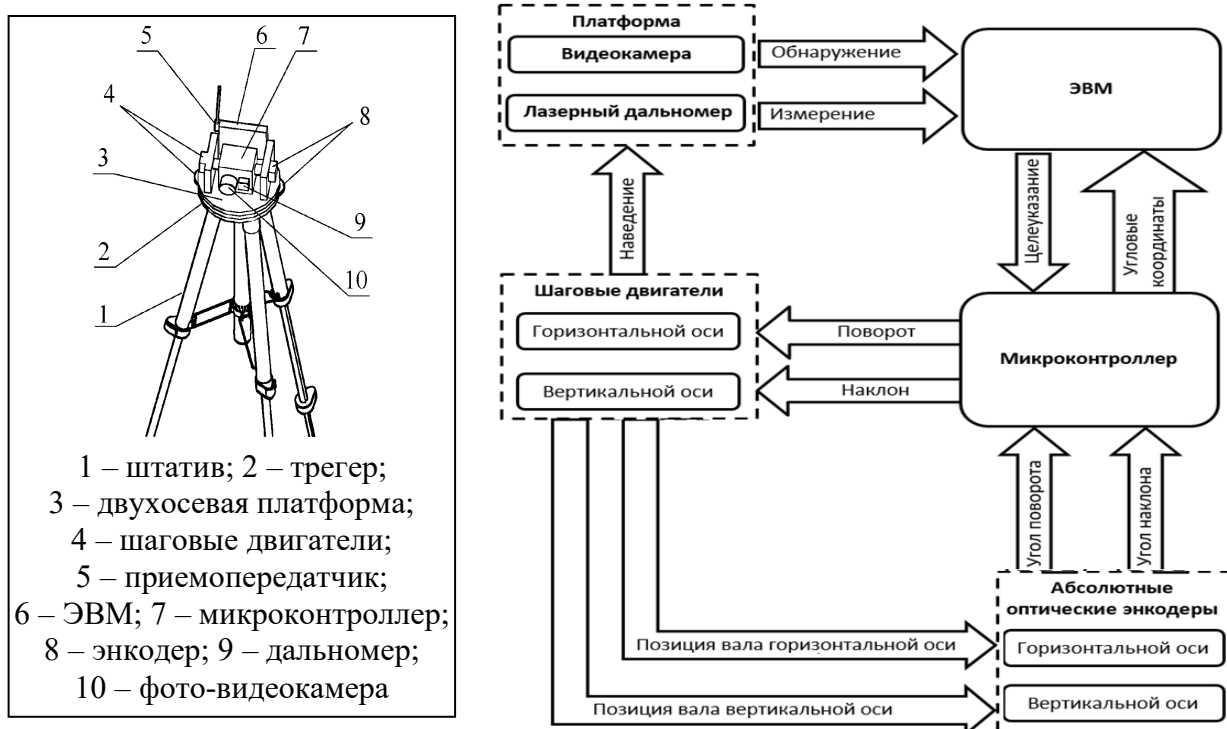 5
6
7
4
8
3
9
2
10
1
1 – штатив; 2 – трегер;
3 – двухосевая платформа;
4 – шаговые двигатели;
5 – приемопередатчик;
6 – ЭВМ; 7 – микроконтроллер;
8 – энкодер; 9 – дальномер;
10 – фото-видеокамера
Платформа
Видеокамера
Лазерный дальномер
Обнаружение
Измерение
ЭВМ
Наведение
Целеуказание
Угловые
координаты
Шаговые двигатели
Горизонтальной оси
Вертикальной оси
Поворот
Наклон
Микроконтроллер
Угол поворота
Угол наклона
Абсолютные
оптические энкодеры
Горизонтальной оси
Вертикальной оси
Позиция вала горизонтальной оси
Позиция вала вертикальной оси